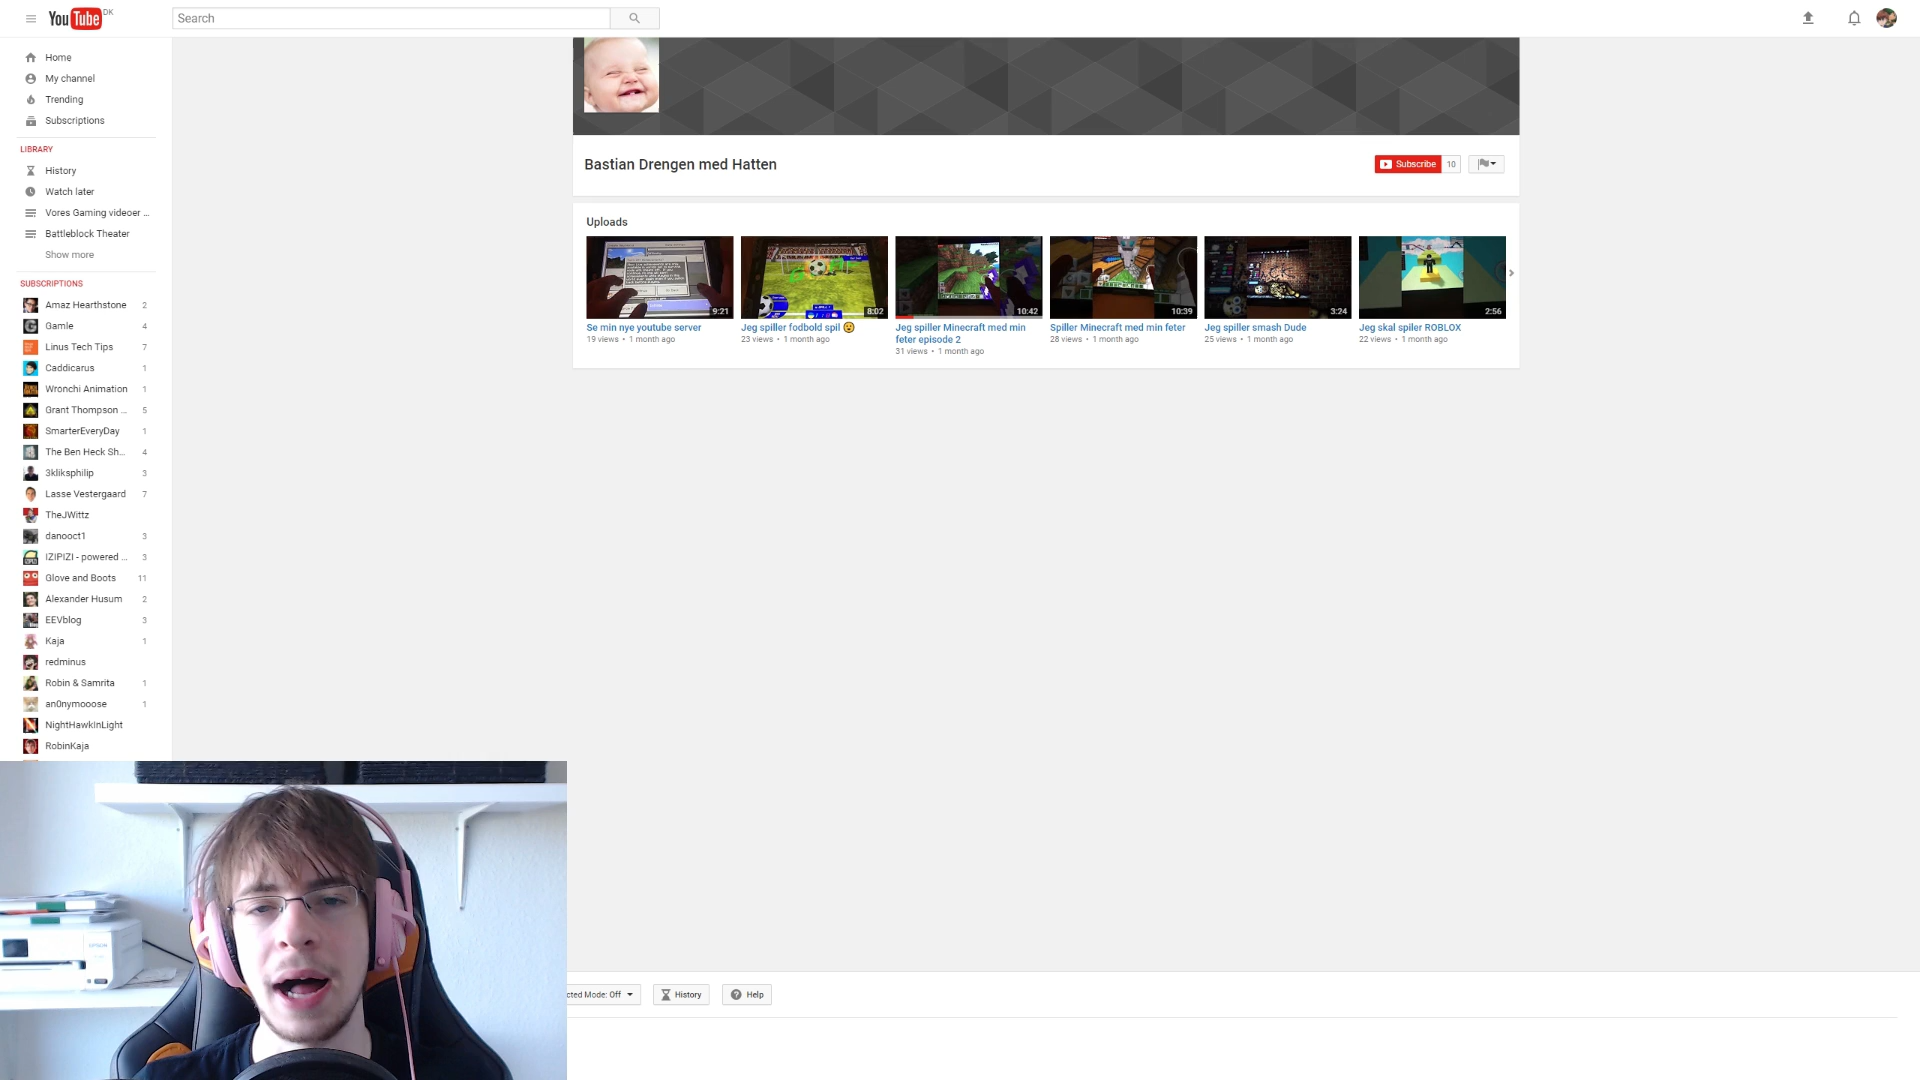 YouTube DK
Search
Home
My channel
Trending
Subscriptions
LIBRARY
History
Watch later
Vores Gaming videoer ...
Battleblock Theater
Show more
SUBSCRIPTIONS
Amaz Hearthstone 2
Gamle 4
Linus Tech Tips 7
Caddicarus 1
Wronchi Animation 1
Grant Thompson ... 5
SmarterEveryDay 1
The Ben Heck Sh... 4
3kliksphilip 3
Lasse Vestergaard 7
TheJWittz
danooct1 3
IZIPIZI - powered ... 3
Glove and Boots 11
Alexander Husum 2
EEVblog 3
Kaja 1
redminus
Robin & Samrita 1
an0nymooose 1
NightHawkInLight
RobinKaja
Bastian Drengen med Hatten
Subscribe 10
Uploads
9:21
Se min nye youtube server
19 views • 1 month ago
8:02
Jeg spiller fodbold spil 😮
23 views • 1 month ago
10:42
Jeg spiller Minecraft med min
feter episode 2
31 views • 1 month ago
10:39
Spiller Minecraft med min feter
28 views • 1 month ago
3:24
Jeg spiller smash Dude
25 views • 1 month ago
2:56
Jeg skal spiler ROBLOX
22 views • 1 month ago
EPSON
cted Mode: Off
History
Help